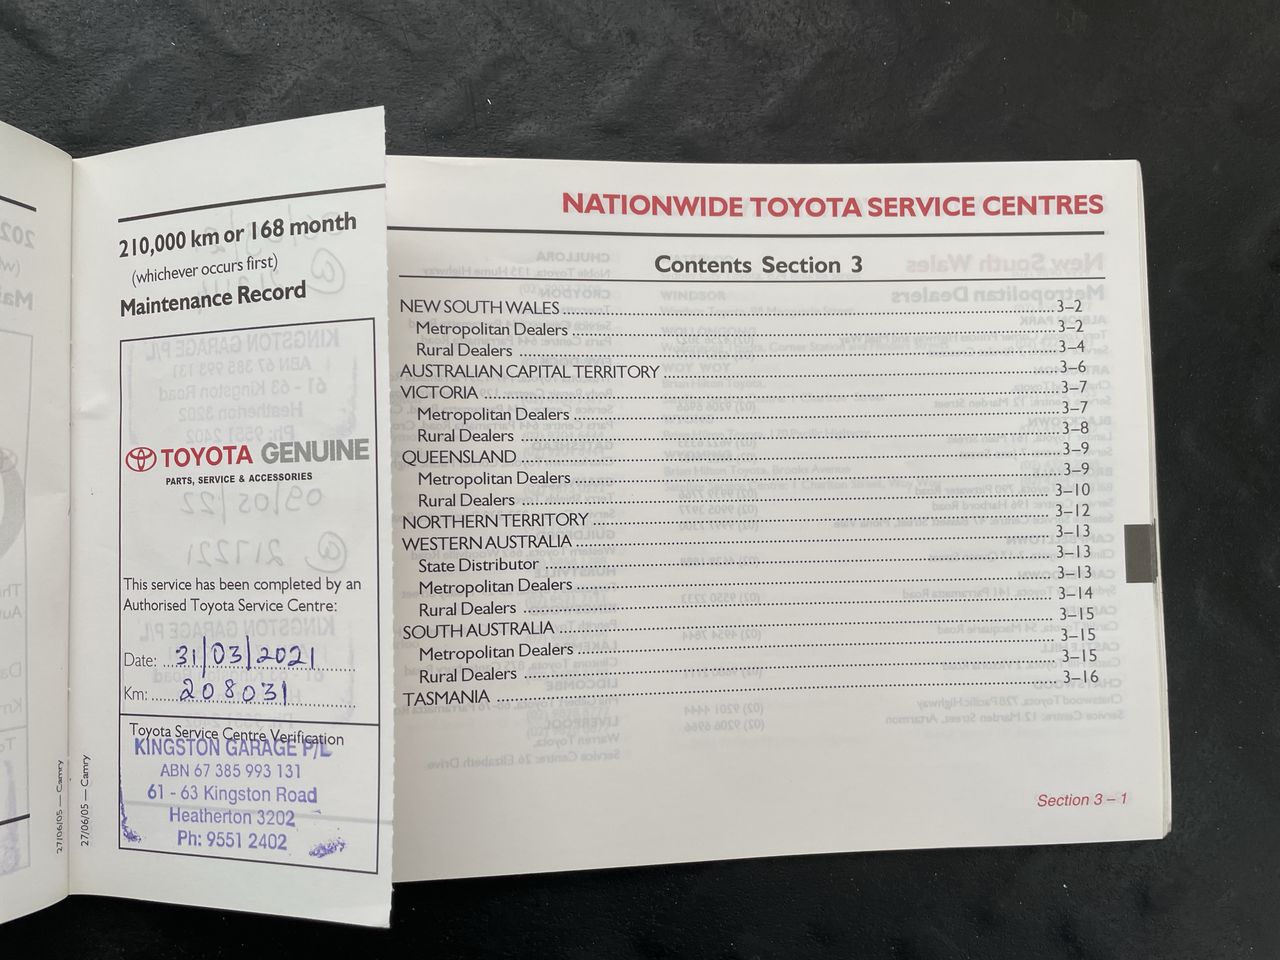 210,000 km or 168 month
(whichever occurs first)
Maintenance Record
TOYOTA GENUINE
PARTS, SERVICE & ACCESSORIES
This service has been completed by an
Authorised Toyota Service Centre:
Date: 31/03/2021
Km: 208031
Toyota Service Centre Verification
KINGSTON GARAGE P/L
ABN 67 385 993 131
61 - 63 Kingston Road
Heatherton 3202
Ph: 9551 2402
27/06/05 — Camry
27/06/05 — Camry
NATIONWIDE TOYOTA SERVICE CENTRES
Contents Section 3
NEW SOUTH WALES ... 3–2
Metropolitan Dealers ... 3–2
Rural Dealers ... 3–4
AUSTRALIAN CAPITAL TERRITORY ... 3–6
VICTORIA ... 3–7
Metropolitan Dealers ... 3–7
Rural Dealers ... 3–8
QUEENSLAND ... 3–9
Metropolitan Dealers ... 3–9
Rural Dealers ... 3–10
NORTHERN TERRITORY ... 3–12
WESTERN AUSTRALIA ... 3–13
State Distributor ... 3–13
Metropolitan Dealers ... 3–13
Rural Dealers ... 3–14
SOUTH AUSTRALIA ... 3–15
Metropolitan Dealers ... 3–15
Rural Dealers ... 3–15
TASMANIA ... 3–16
Section 3 – 1